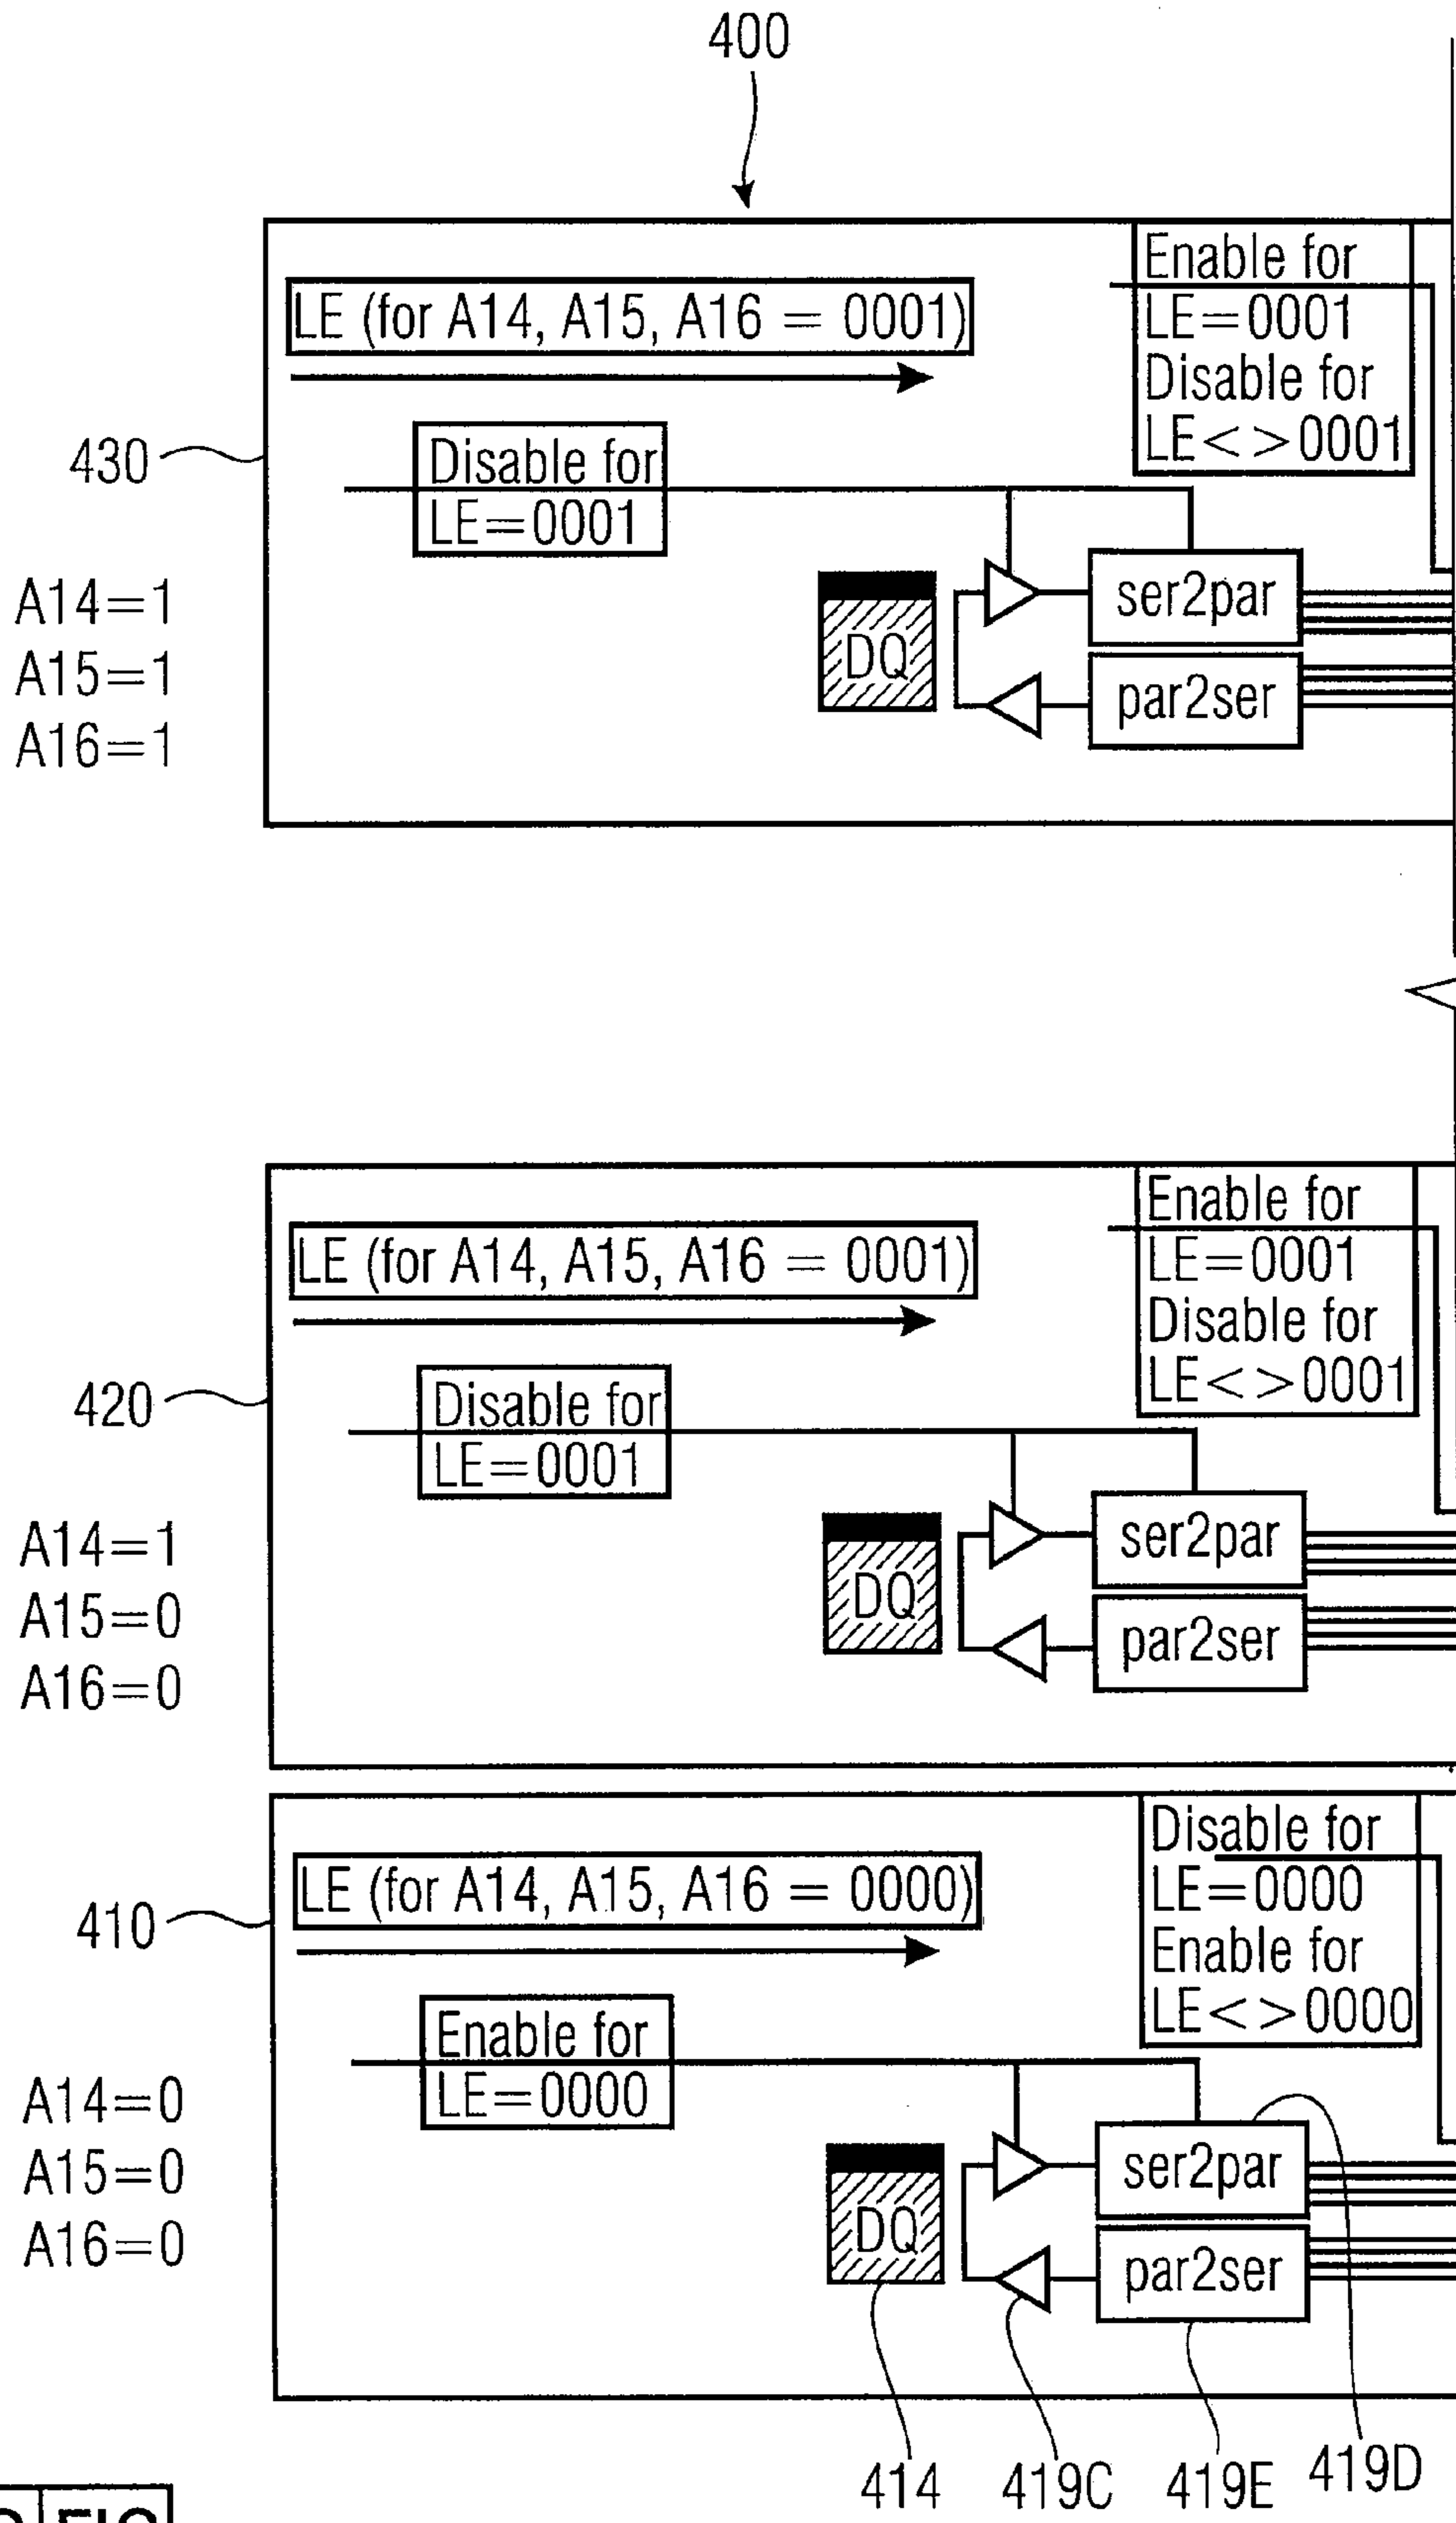 400
Enable for
LE=0001
Disable for
LE<>0001
LE (for A14, A15, A16 = 0001)
430
Disable for
LE=0001
A14=1
A15=1
A16=1
DQ
ser2par
par2ser
Enable for
LE=0001
Disable for
LE<>0001
LE (for A14, A15, A16 = 0001)
420
Disable for
LE=0001
A14=1
A15=0
A16=0
DQ
ser2par
par2ser
Disable for
LE=0000
Enable for
LE<>0000
LE (for A14, A15, A16 = 0000)
410
Enable for
LE=0000
A14=0
A15=0
A16=0
DQ
ser2par
par2ser
414 419C 419E 419D
FIG